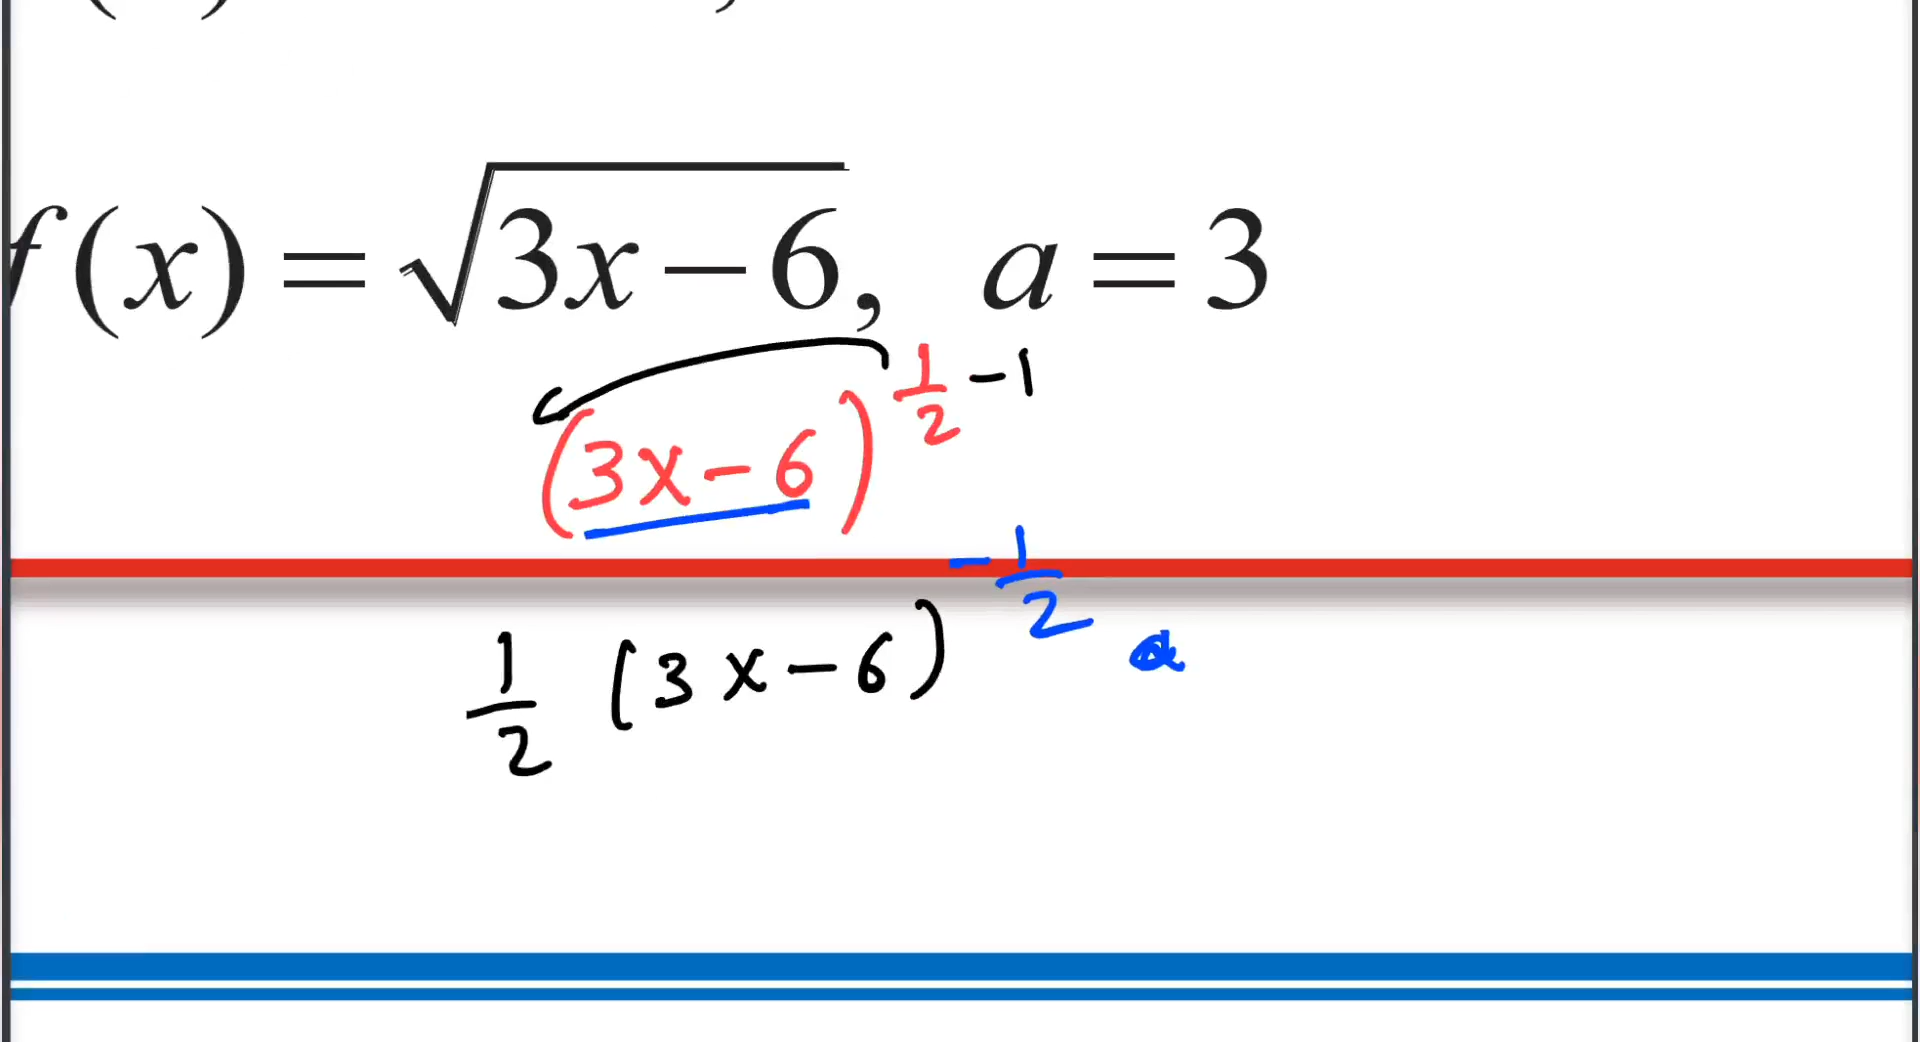 f(x) = √3x − 6, a = 3
(3x − 6)^1/2 − 1
1/2 (3x − 6)^−1/2